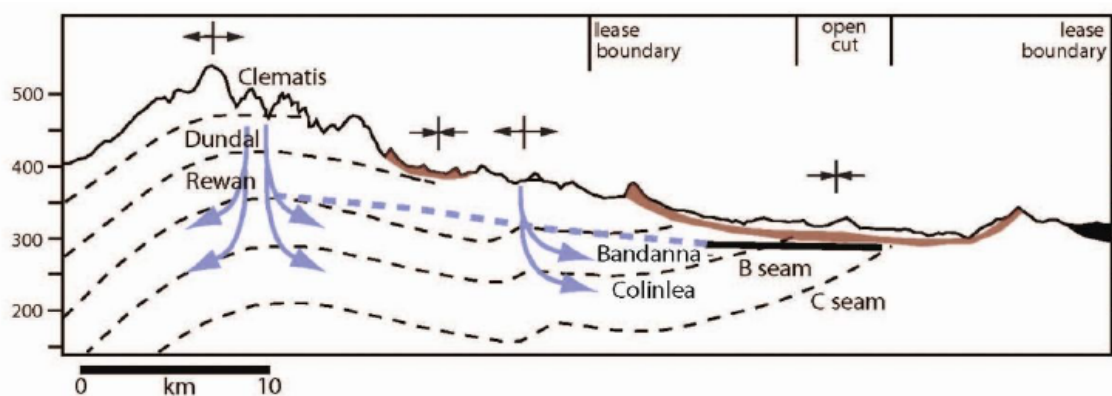 lease
boundary
open
cut
lease
boundary
Clematis
500
Dundal
400
Rewan
300
Bandanna
B seam
Colinlea
200
C seam
0 km 10